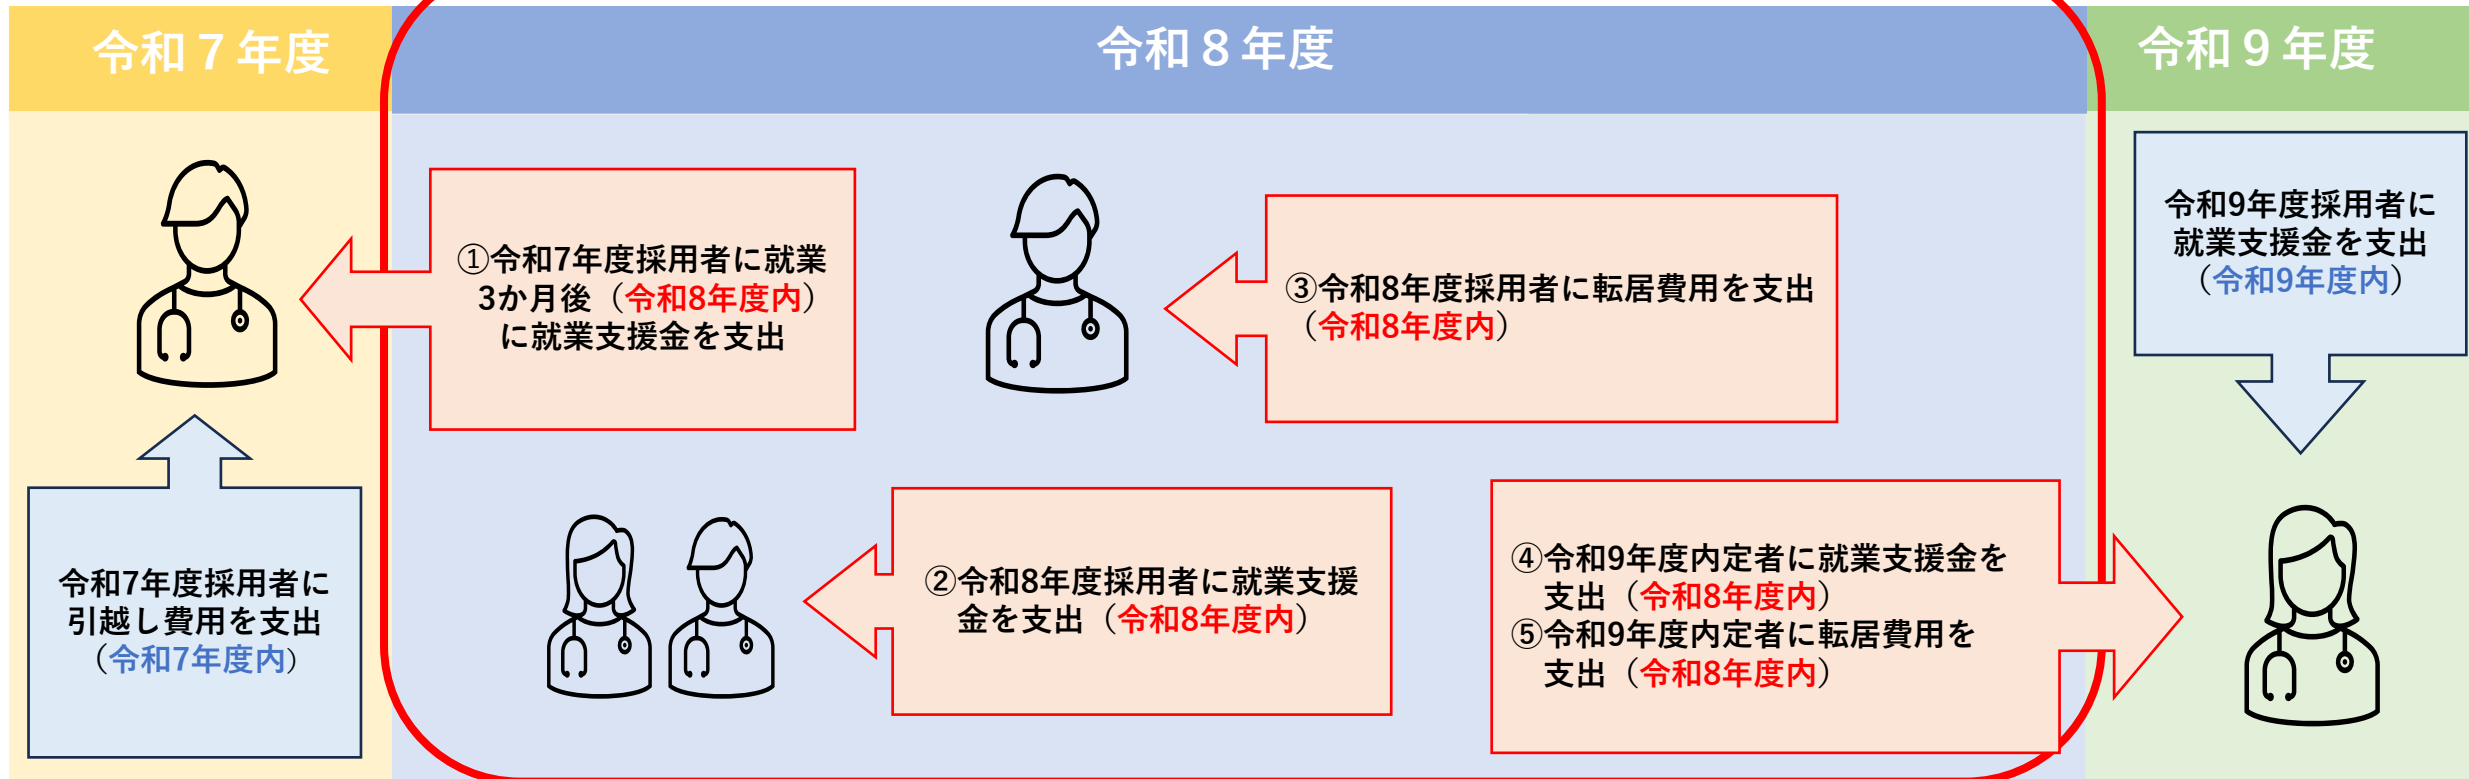 令和７年度
令和８年度
令和９年度
①令和7年度採用者に就業
3か月後（令和8年度内）
に就業支援金を支出
③令和8年度採用者に転居費用を支出
（令和8年度内）
令和9年度採用者に
就業支援金を支出
（令和9年度内）
令和7年度採用者に
引越し費用を支出
（令和7年度内）
②令和8年度採用者に就業支援
金を支出（令和8年度内）
④令和9年度内定者に就業支援金を
支出（令和8年度内）
⑤令和9年度内定者に転居費用を
支出（令和8年度内）